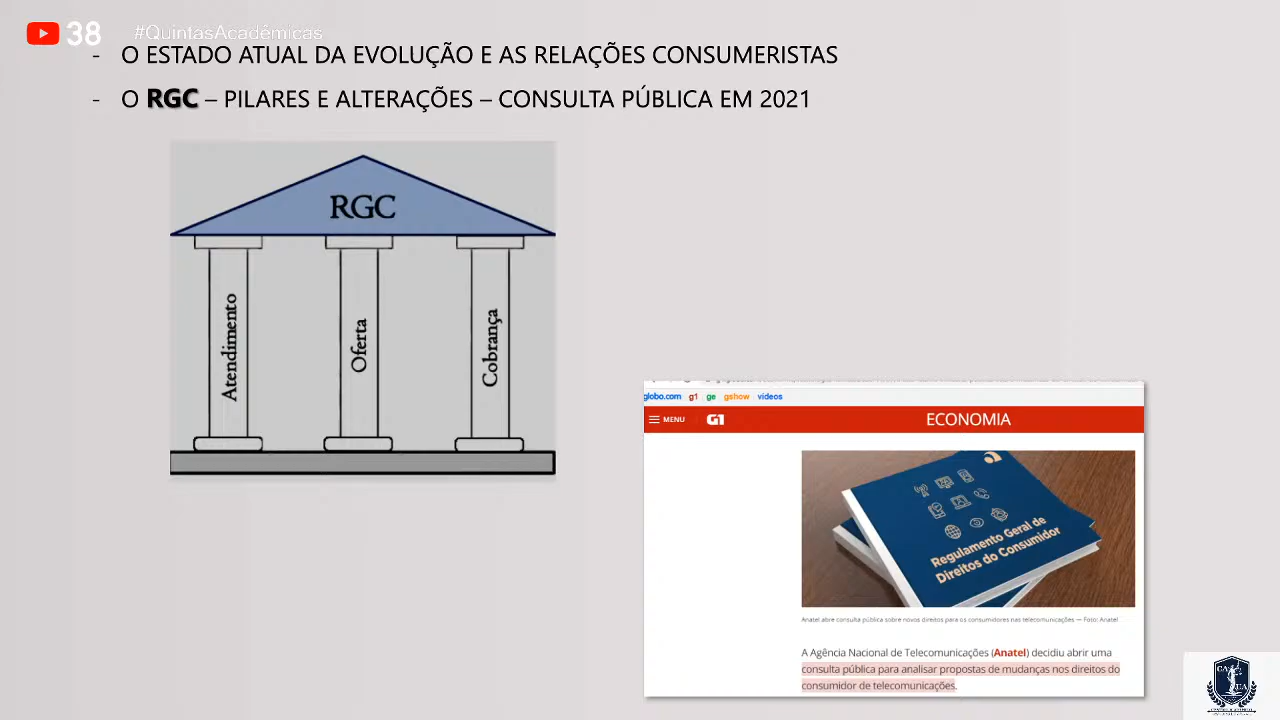 38 #QuintasAcadêmicas
- O ESTADO ATUAL DA EVOLUÇÃO E AS RELAÇÕES CONSUMERISTAS
- O RGC – PILARES E ALTERAÇÕES – CONSULTA PÚBLICA EM 2021
RGC
Atendimento
Oferta
Cobrança
globo.com g1 ge gshow vídeos
MENU G1 ECONOMIA
Regulamento Geral de
Direitos do Consumidor
Anatel abre consulta pública sobre novos direitos para os consumidores nas telecomunicações — Foto: Anatel
A Agência Nacional de Telecomunicações (Anatel) decidiu abrir uma
consulta pública para analisar propostas de mudanças nos direitos do
consumidor de telecomunicações.